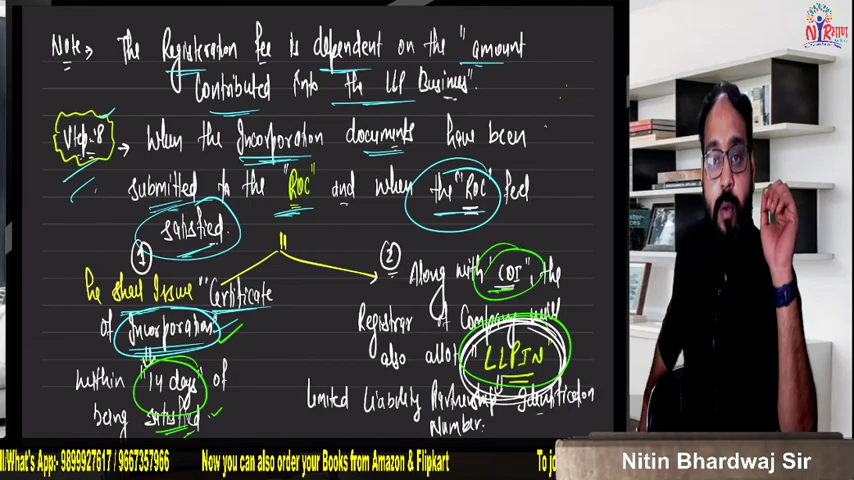 Note → The Registration fee is dependent on the "amount
Contributed into the LLP Business".
Step:8 → When the Incorporation documents have been
submitted to the "ROC" and when the "ROC" feel
satisfied.
①
he shall Issue "Certificate
of Incorporation"
within "14 days" of
being satisfied.
②
Along with "COI", the
Registrar of Company will
also allot "LLPIN"
Limited Liability Partnership Identification
Number.
NIRमाण
ll/What's App:- 9899927617 / 9667357966 Now you can also order your Books from Amazon & Flipkart To jo
Nitin Bhardwaj Sir